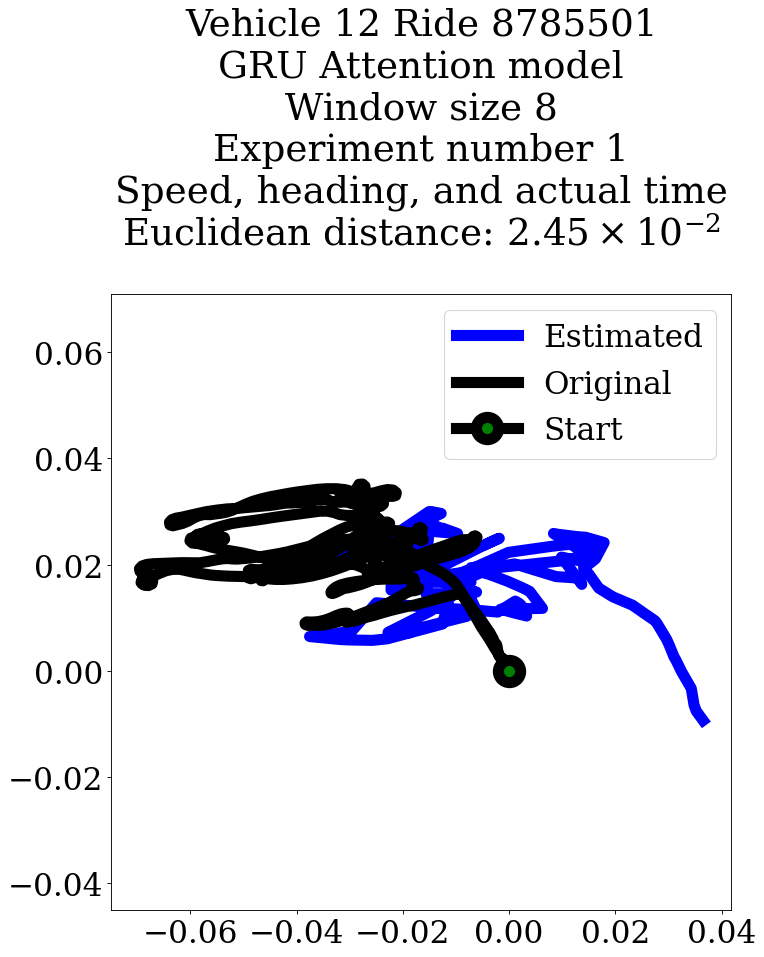 Vehicle 12 Ride 8785501
GRU Attention model
Window size 8
Experiment number 1
Speed, heading, and actual time
Euclidean distance: 2.45 × 10⁻²
Estimated
Original
Start
0.06
0.04
0.02
0.00
−0.02
−0.04
−0.06 −0.04 −0.02 0.00 0.02 0.04